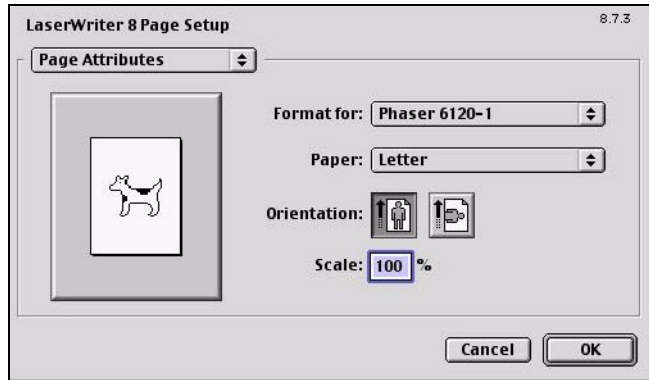 LaserWriter 8 Page Setup
8.7.3
Page Attributes
Format for: Phaser 6120-1
Paper: Letter
Orientation:
Scale: 100 %
Cancel
OK